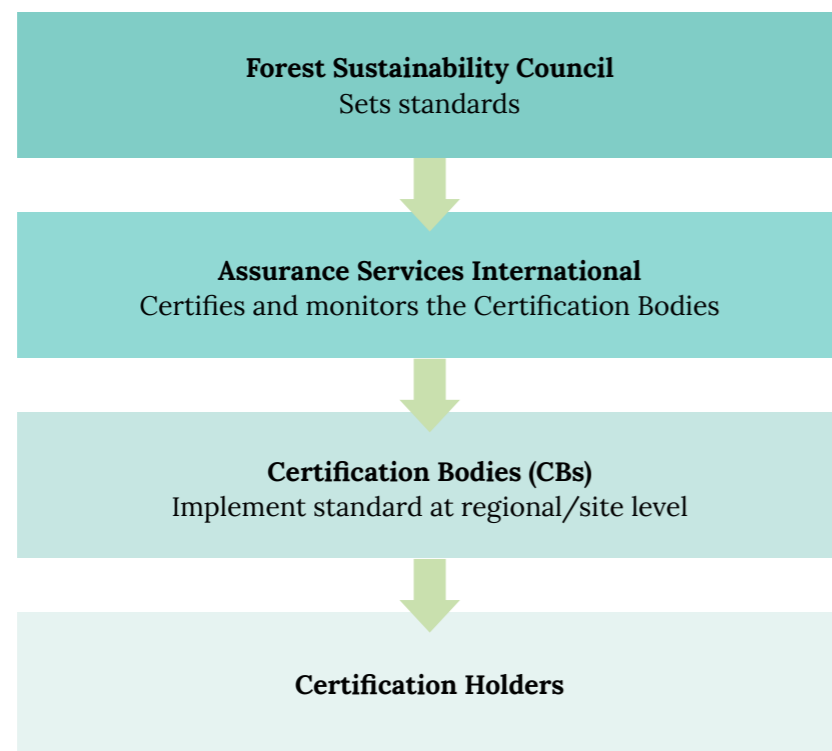 Forest Sustainability Council
Sets standards
Assurance Services International
Certifies and monitors the Certification Bodies
Certification Bodies (CBs)
Implement standard at regional/site level
Certification Holders